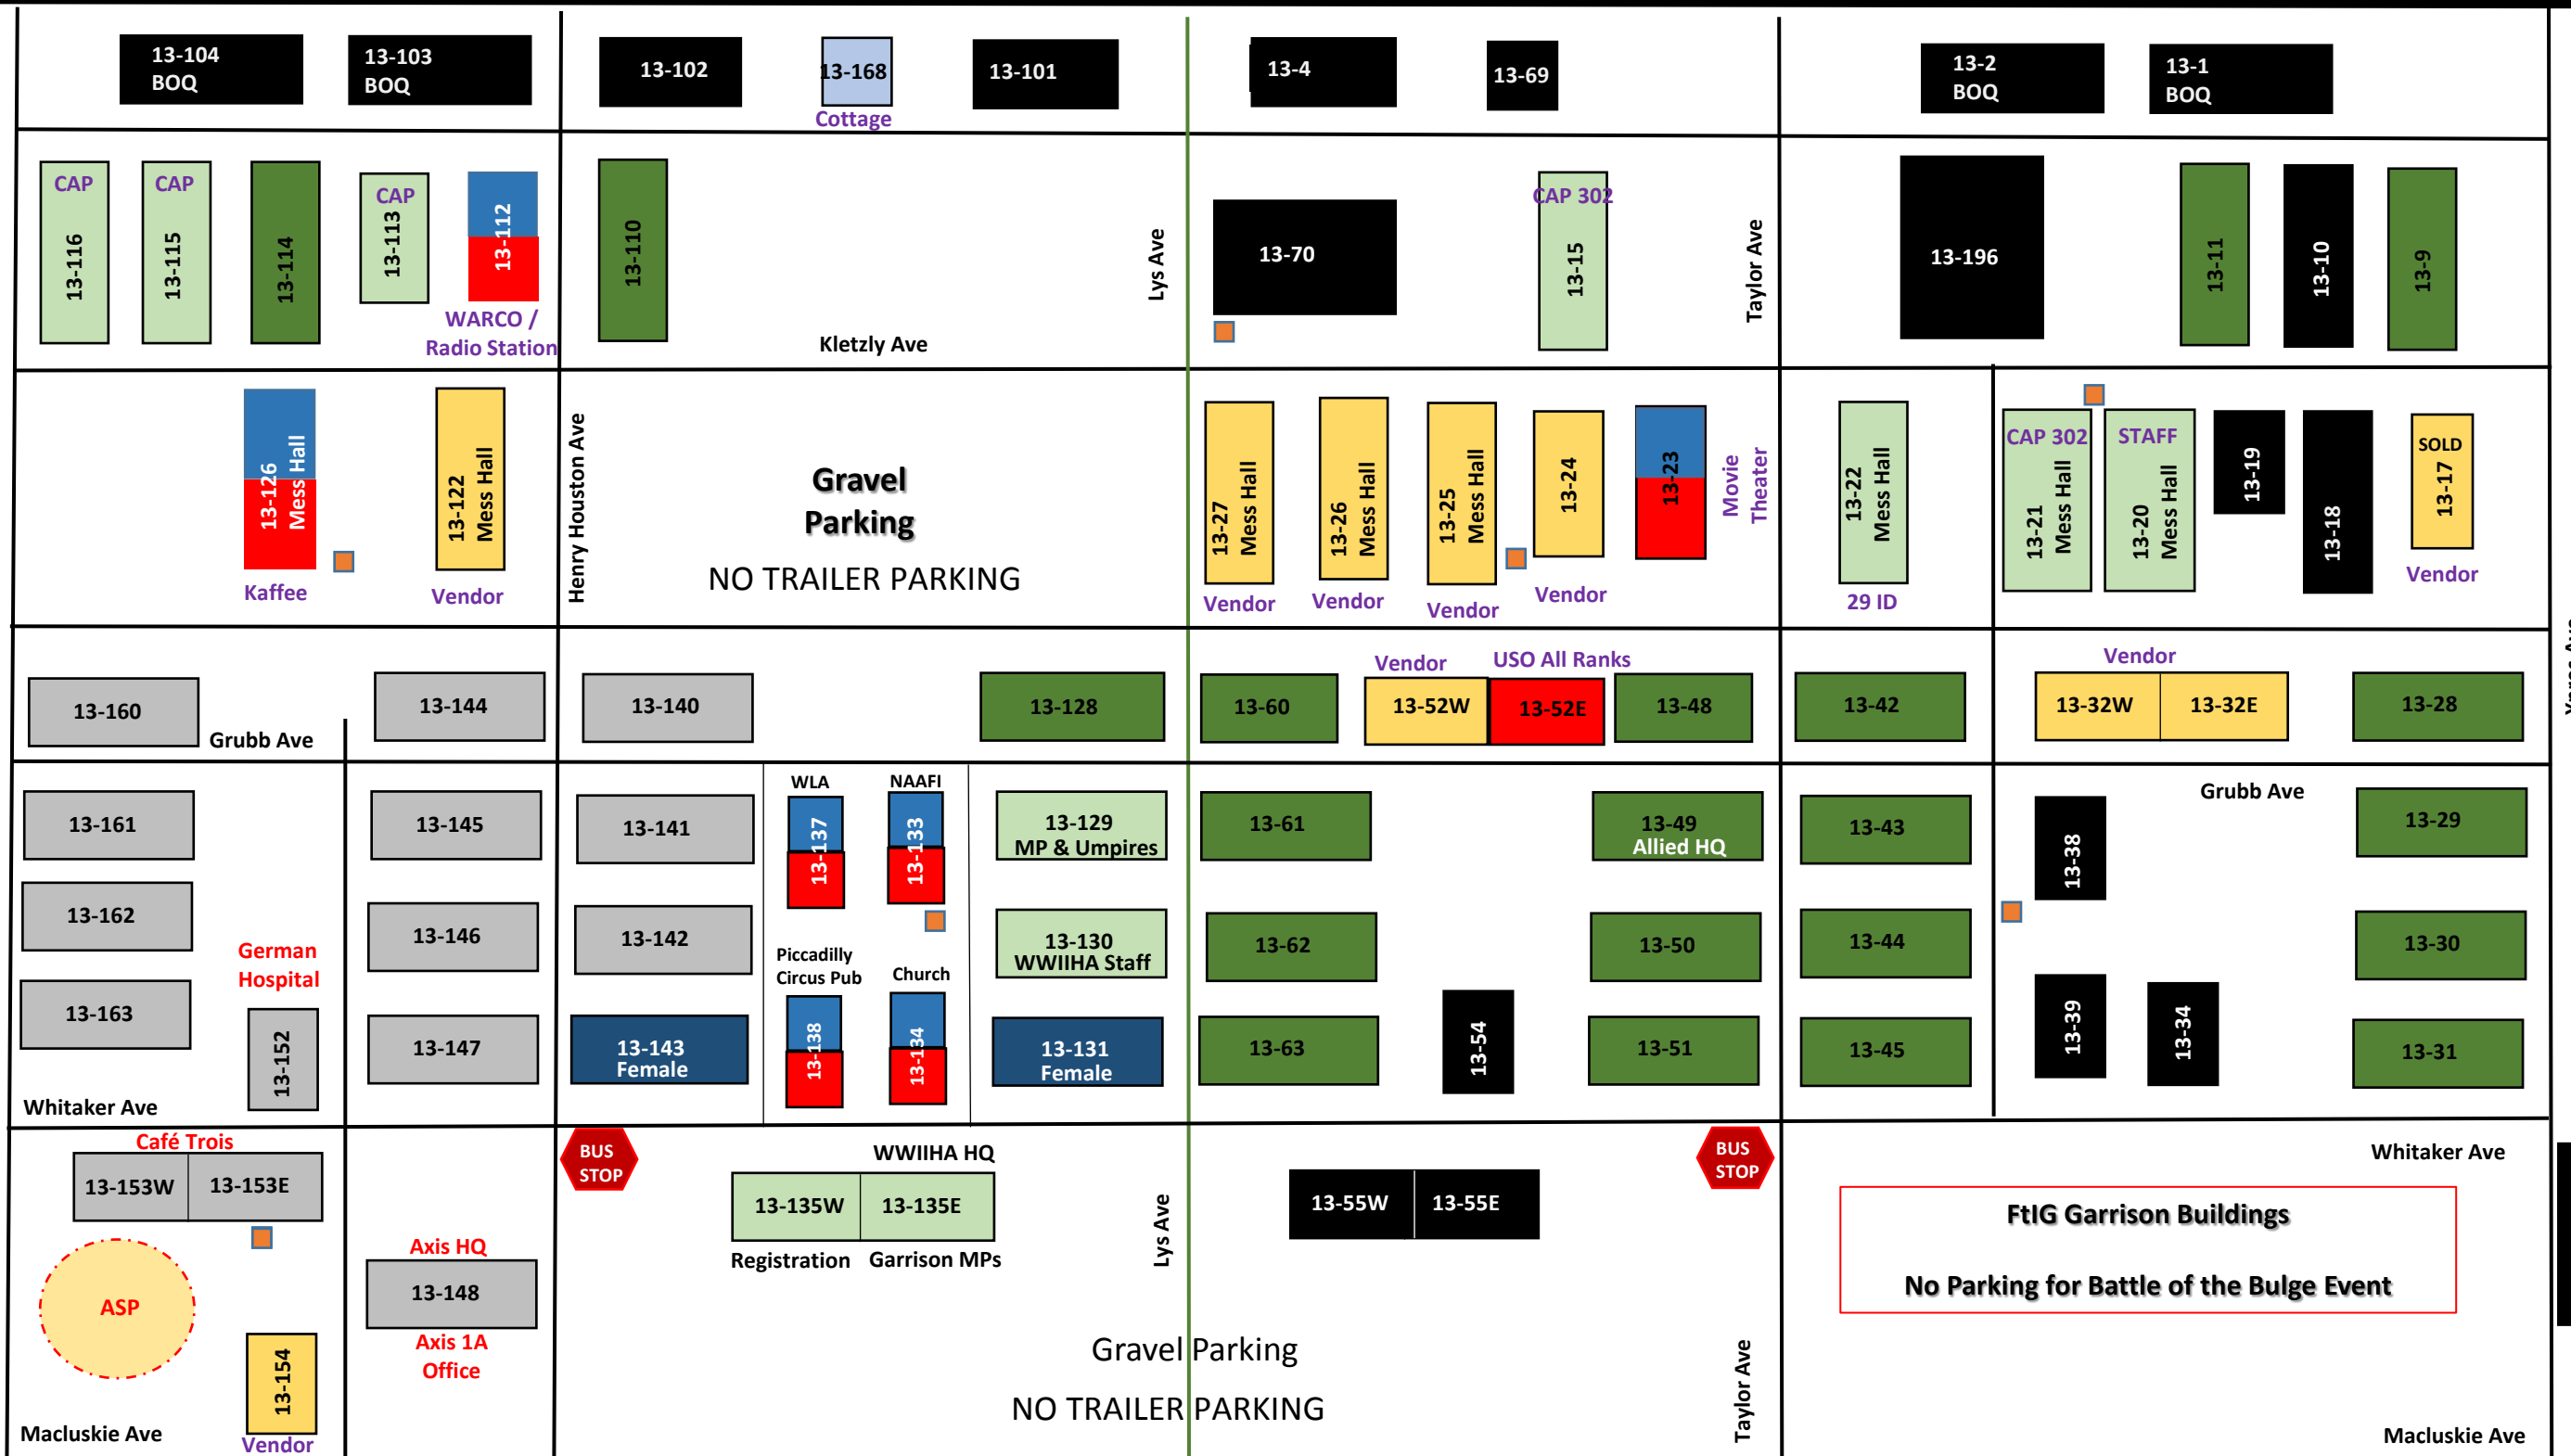 13-104
BOQ
13-103
BOQ
13-102
13-168
Cottage
13-101
13-4
13-69
13-2
BOQ
13-1
BOQ
CAP
13-116
CAP
13-115
13-114
CAP
13-113
13-112
WARCO /
Radio Station
13-110
Kletzly Ave
Lys Ave
13-70
CAP 302
13-15
Taylor Ave
13-196
13-11
13-10
13-9
13-126
Mess Hall
Kaffee
13-122
Mess Hall
Vendor
Henry Houston Ave
Gravel
Parking
NO TRAILER PARKING
13-27
Mess Hall
Vendor
13-26
Mess Hall
Vendor
13-25
Mess Hall
Vendor
13-24
Vendor
13-23
Movie
Theater
13-22
Mess Hall
29 ID
CAP 302
13-21
Mess Hall
STAFF
13-20
Mess Hall
13-19
13-18
SOLD
13-17
Vendor
13-160
Grubb Ave
13-144
13-140
13-128
13-60
Vendor
13-52W
USO All Ranks
13-52E
13-48
13-42
Vendor
13-32W
13-32E
13-28
13-161
13-145
13-141
WLA
13-137
NAAFI
13-133
13-129
MP & Umpires
13-61
13-49
Allied HQ
13-43
13-38
Grubb Ave
13-29
13-162
German
Hospital
13-146
13-142
Piccadilly
Circus Pub
Church
13-130
WWIIHA Staff
13-62
13-50
13-44
13-30
13-163
13-152
13-147
13-143
Female
13-138
13-134
13-131
Female
13-63
13-54
13-51
13-45
13-39
13-34
13-31
Whitaker Ave
Café Trois
13-153W
13-153E
BUS
STOP
WWIIHA HQ
13-135W
13-135E
Registration
Garrison MPs
Lys Ave
13-55W
13-55E
BUS
STOP
Whitaker Ave
FtIG Garrison Buildings
No Parking for Battle of the Bulge Event
ASP
Axis HQ
13-148
Axis 1A
Office
13-154
Vendor
Macluskie Ave
Gravel Parking
NO TRAILER PARKING
Taylor Ave
Macluskie Ave